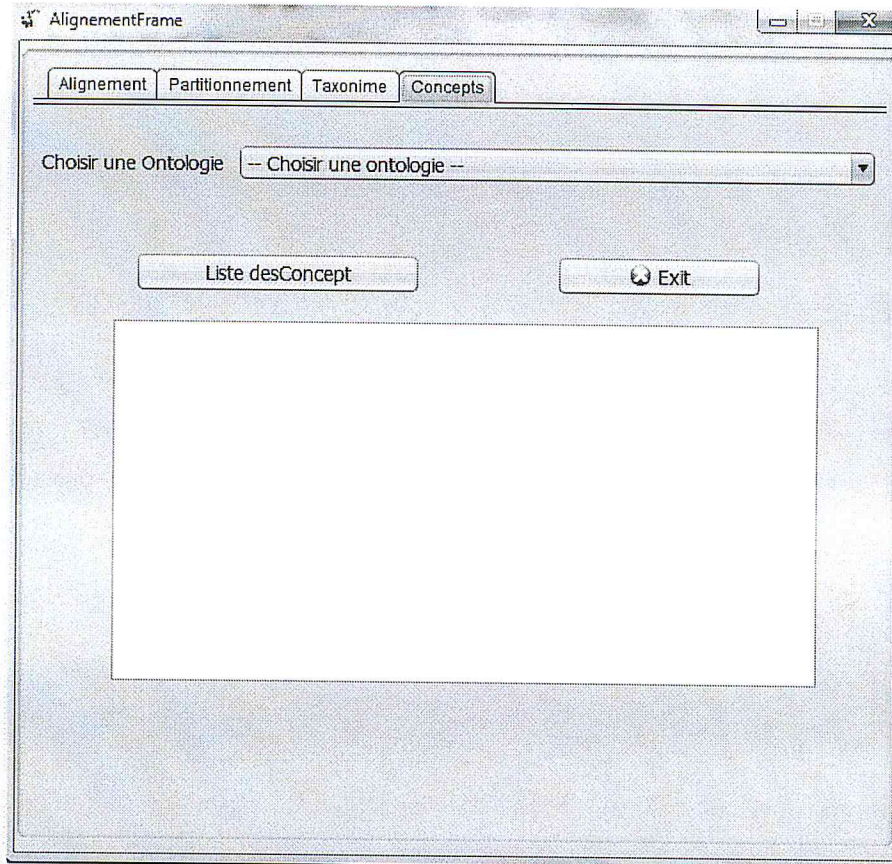 AlignementFrame
Alignement Partitionnement Taxonime Concepts
Choisir une Ontologie -- Choisir une ontologie --
Liste desConcept Exit